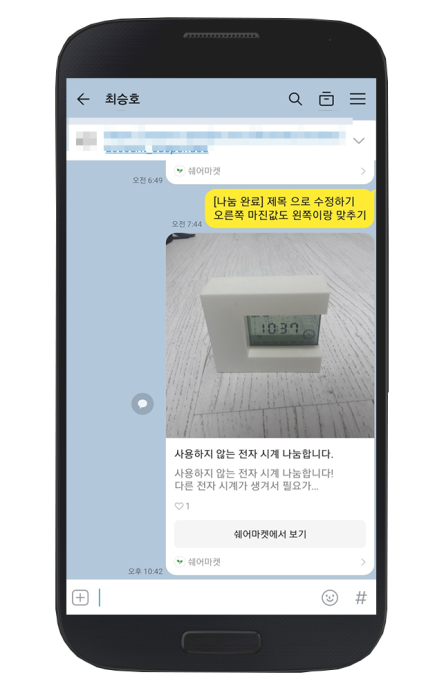 최승호
쉐어마켓
오전 6:49
[나눔 완료] 제목 으로 수정하기
오른쪽 마진값도 왼쪽이랑 맞추기
오전 7:44
10:37
사용하지 않는 전자 시계 나눔합니다.
사용하지 않는 전자 시계 나눔합니다!
다른 전자 시계가 생겨서 필요가...
1
쉐어마켓에서 보기
쉐어마켓
오후 10:42
#